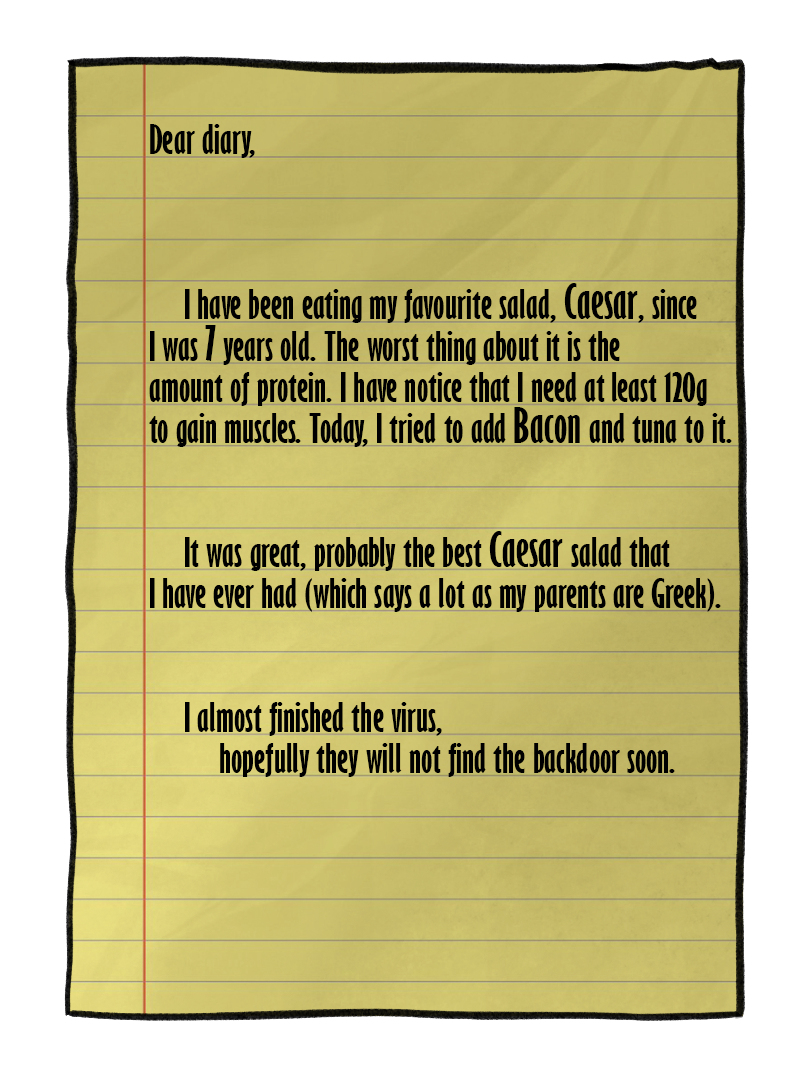 Dear diary,
I have been eating my favourite salad, Caesar, since
I was 7 years old. The worst thing about it is the
amount of protein. I have notice that I need at least 120g
to gain muscles. Today, I tried to add Bacon and tuna to it.
It was great, probably the best Caesar salad that
I have ever had (which says a lot as my parents are Greek).
I almost finished the virus,
hopefully they will not find the backdoor soon.